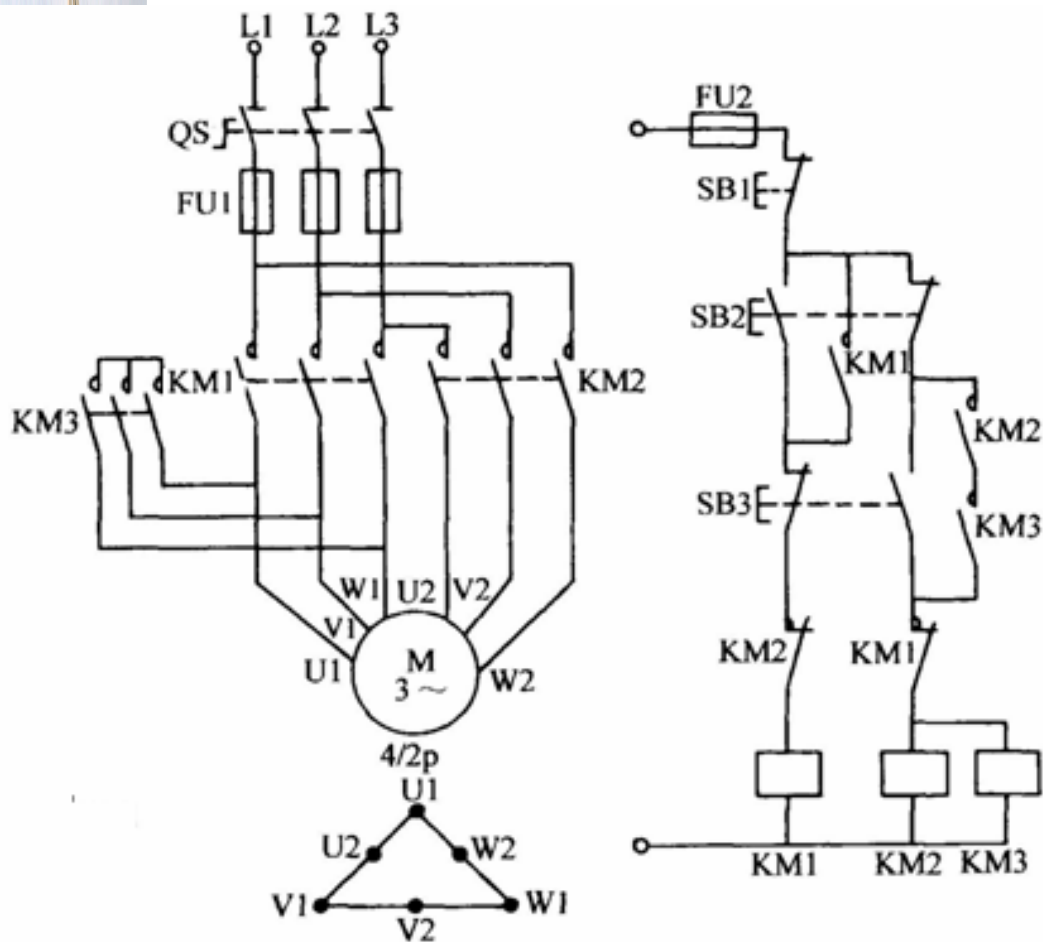 L1 L2 L3
FU2
QS
SB1
FU1
SB2
KM1
KM1
KM2
KM3
KM2
SB3
KM3
W1 U2 V2
V1
U1 M W2
3 ~
KM2 KM1
4/2p
U1
U2 W2
V1 W1
V2
KM1 KM2 KM3